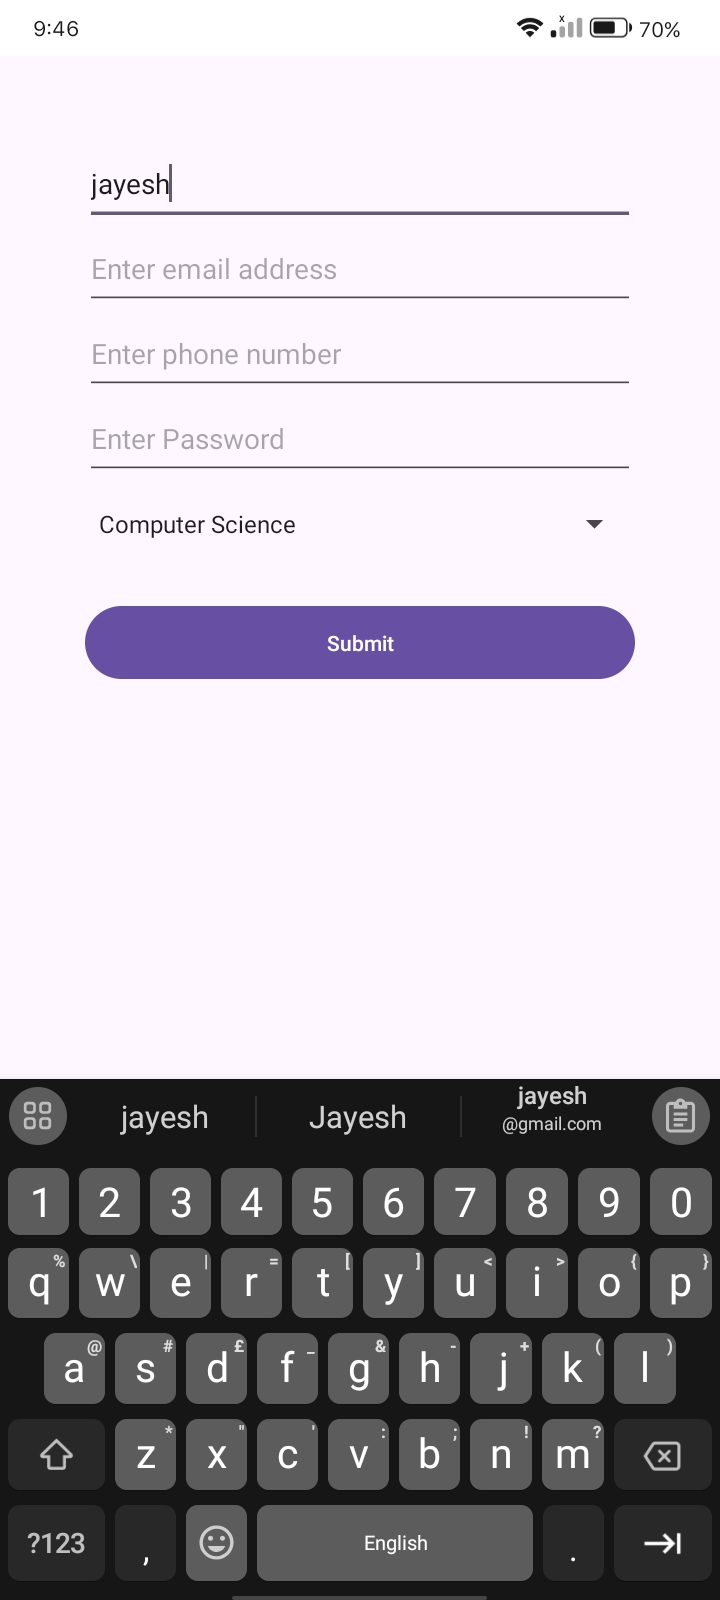 9:46 x 70%
jayesh
Enter email address
Enter phone number
Enter Password
Computer Science
Submit
jayesh Jayesh jayesh
@gmail.com
1 2 3 4 5 6 7 8 9 0
q % w \ e | r = t [ y ] u < i > o { p }
a @ s # d £ f _ g & h - j + k ( l )
z * x " c ' v : b ; n ! m ?
?123 , English .